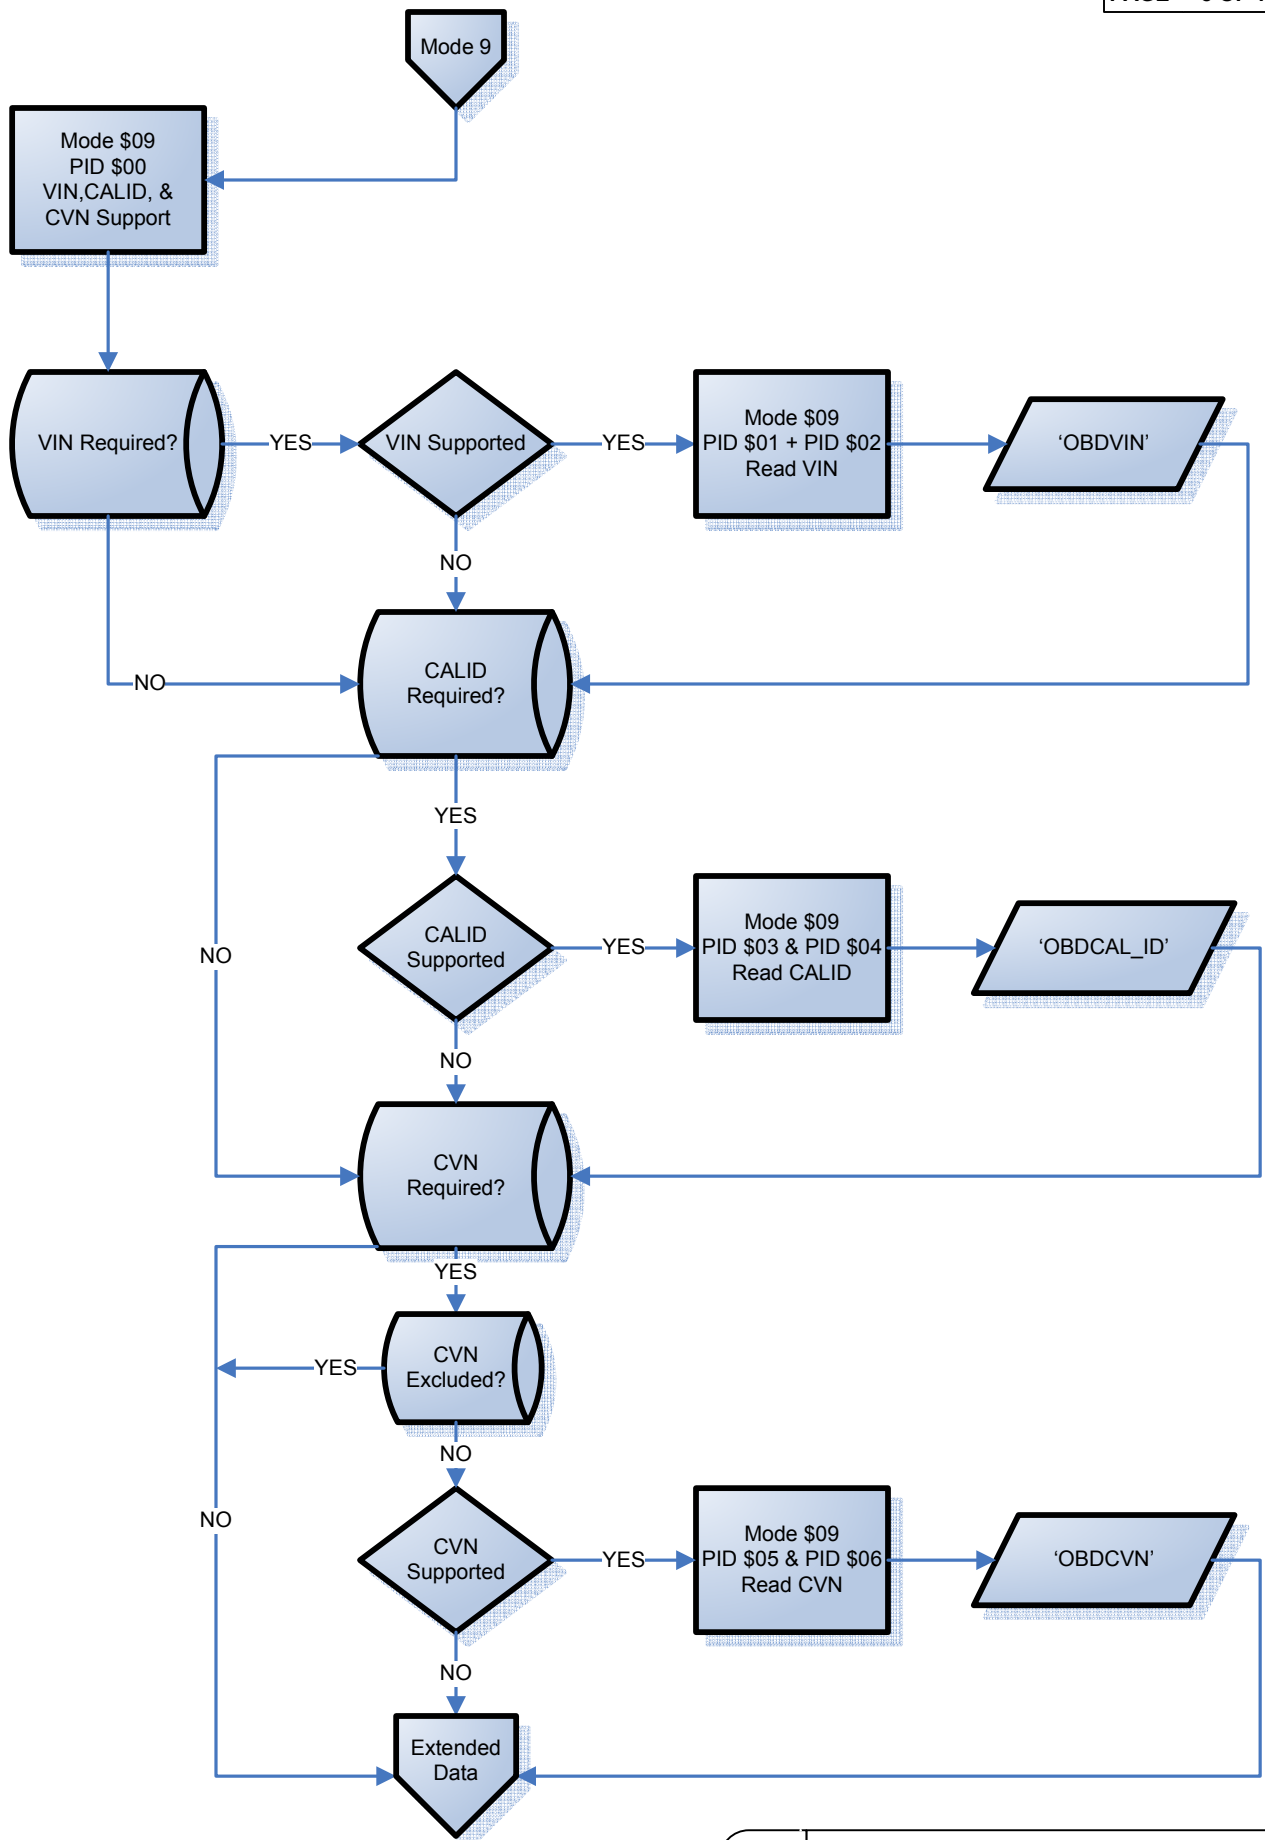 Mode 9
Mode $09
PID $00
VIN,CALID, &
CVN Support
VIN Required?
YES
VIN Supported
YES
Mode $09
PID $01 + PID $02
Read VIN
‘OBDVIN’
NO
NO
CALID
Required?
YES
NO
CALID
Supported
YES
Mode $09
PID $03 & PID $04
Read CALID
‘OBDCAL_ID’
NO
CVN
Required?
YES
CVN
Excluded?
YES
NO
NO
CVN
Supported
YES
Mode $09
PID $05 & PID $06
Read CVN
‘OBDCVN’
NO
Extended
Data